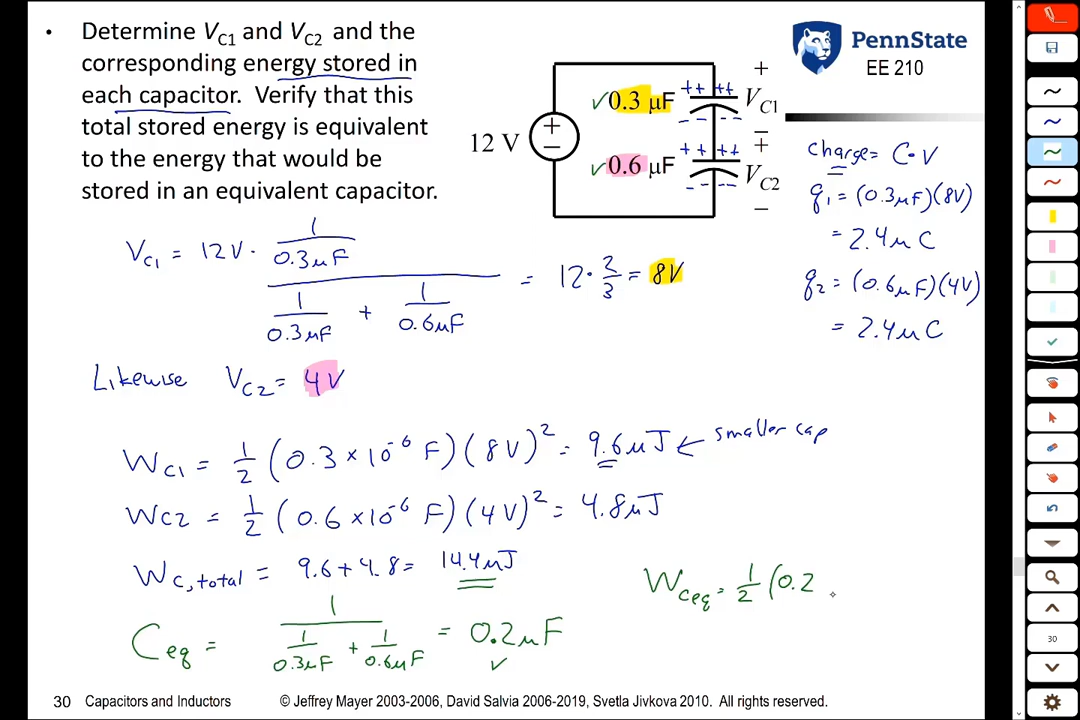 • Determine VC1 and VC2 and the
corresponding energy stored in
each capacitor. Verify that this
total stored energy is equivalent
to the energy that would be
stored in an equivalent capacitor.
PennState
EE 210
12 V
+
−
✓0.3 μF
++ ++
-- --
+
VC1
−
✓0.6 μF
++ ++
-- --
+
VC2
−
charge = C·V
q1 = (0.3μF)(8V)
= 2.4μC
q2 = (0.6μF)(4V)
= 2.4μC
VC1 = 12V · (1/0.3μF) / (1/0.3μF + 1/0.6μF) = 12·2/3 = 8V
Likewise VC2 = 4V
WC1 = 1/2 (0.3×10^-6 F)(8V)^2 = 9.6μJ ← smaller cap
WC2 = 1/2 (0.6×10^-6 F)(4V)^2 = 4.8μJ
WC,total = 9.6+4.8 = 14.4μJ
Wceq = 1/2 (0.2
Ceq = 1 / (1/0.3μF + 1/0.6μF) = 0.2μF
✓
30 Capacitors and Inductors © Jeffrey Mayer 2003-2006, David Salvia 2006-2019, Svetla Jivkova 2010. All rights reserved.
30